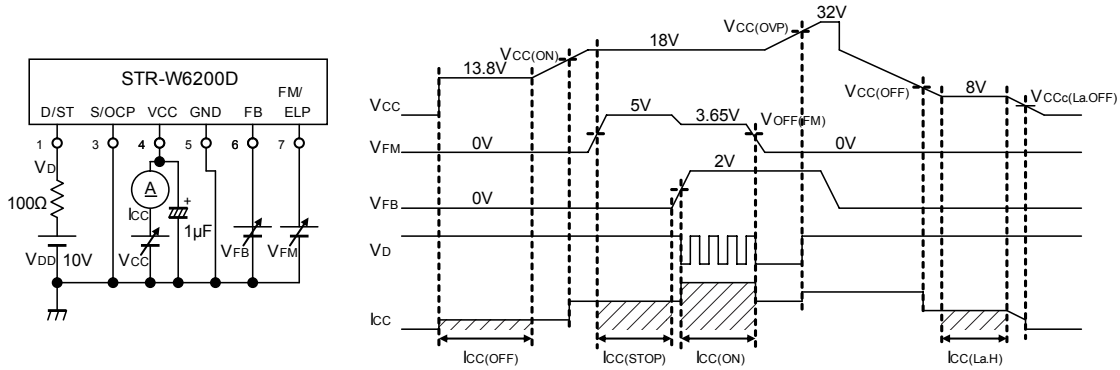 STR-W6200D
FM/
D/ST S/OCP VCC GND FB ELP
1 3 4 5 6 7
VD
100Ω
A
ICC
+
1µF
VDD 10V
VCC
VFB
VFM
VCC(ON)
VCC(OVP)
32V
18V
13.8V
VCC(OFF)
8V
VCCc(La.OFF)
VCC
5V
3.65V
VOFF(FM)
VFM
0V
0V
2V
VFB
0V
VD
ICC
ICC(OFF)
ICC(STOP)
ICC(ON)
ICC(La.H)